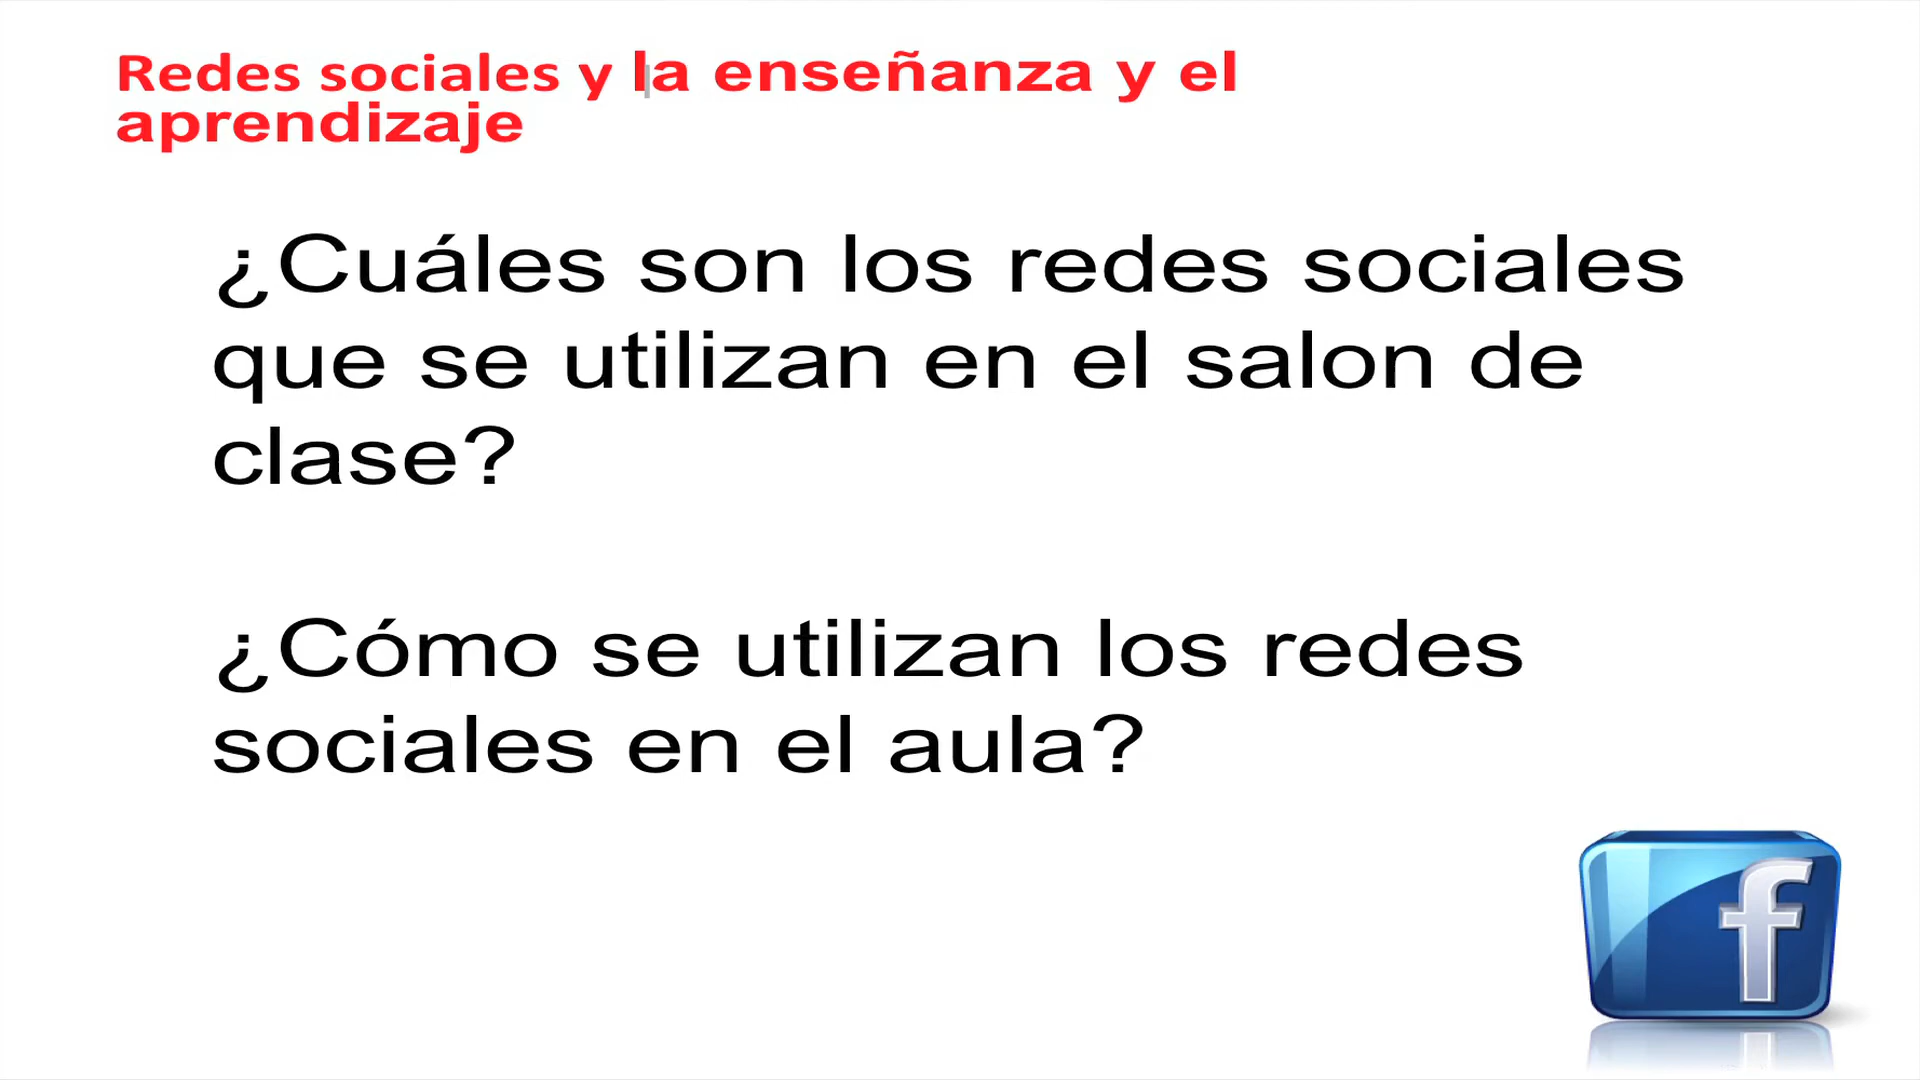 Redes sociales y la enseñanza y el
aprendizaje
¿Cuáles son los redes sociales
que se utilizan en el salon de
clase?
¿Cómo se utilizan los redes
sociales en el aula?
f